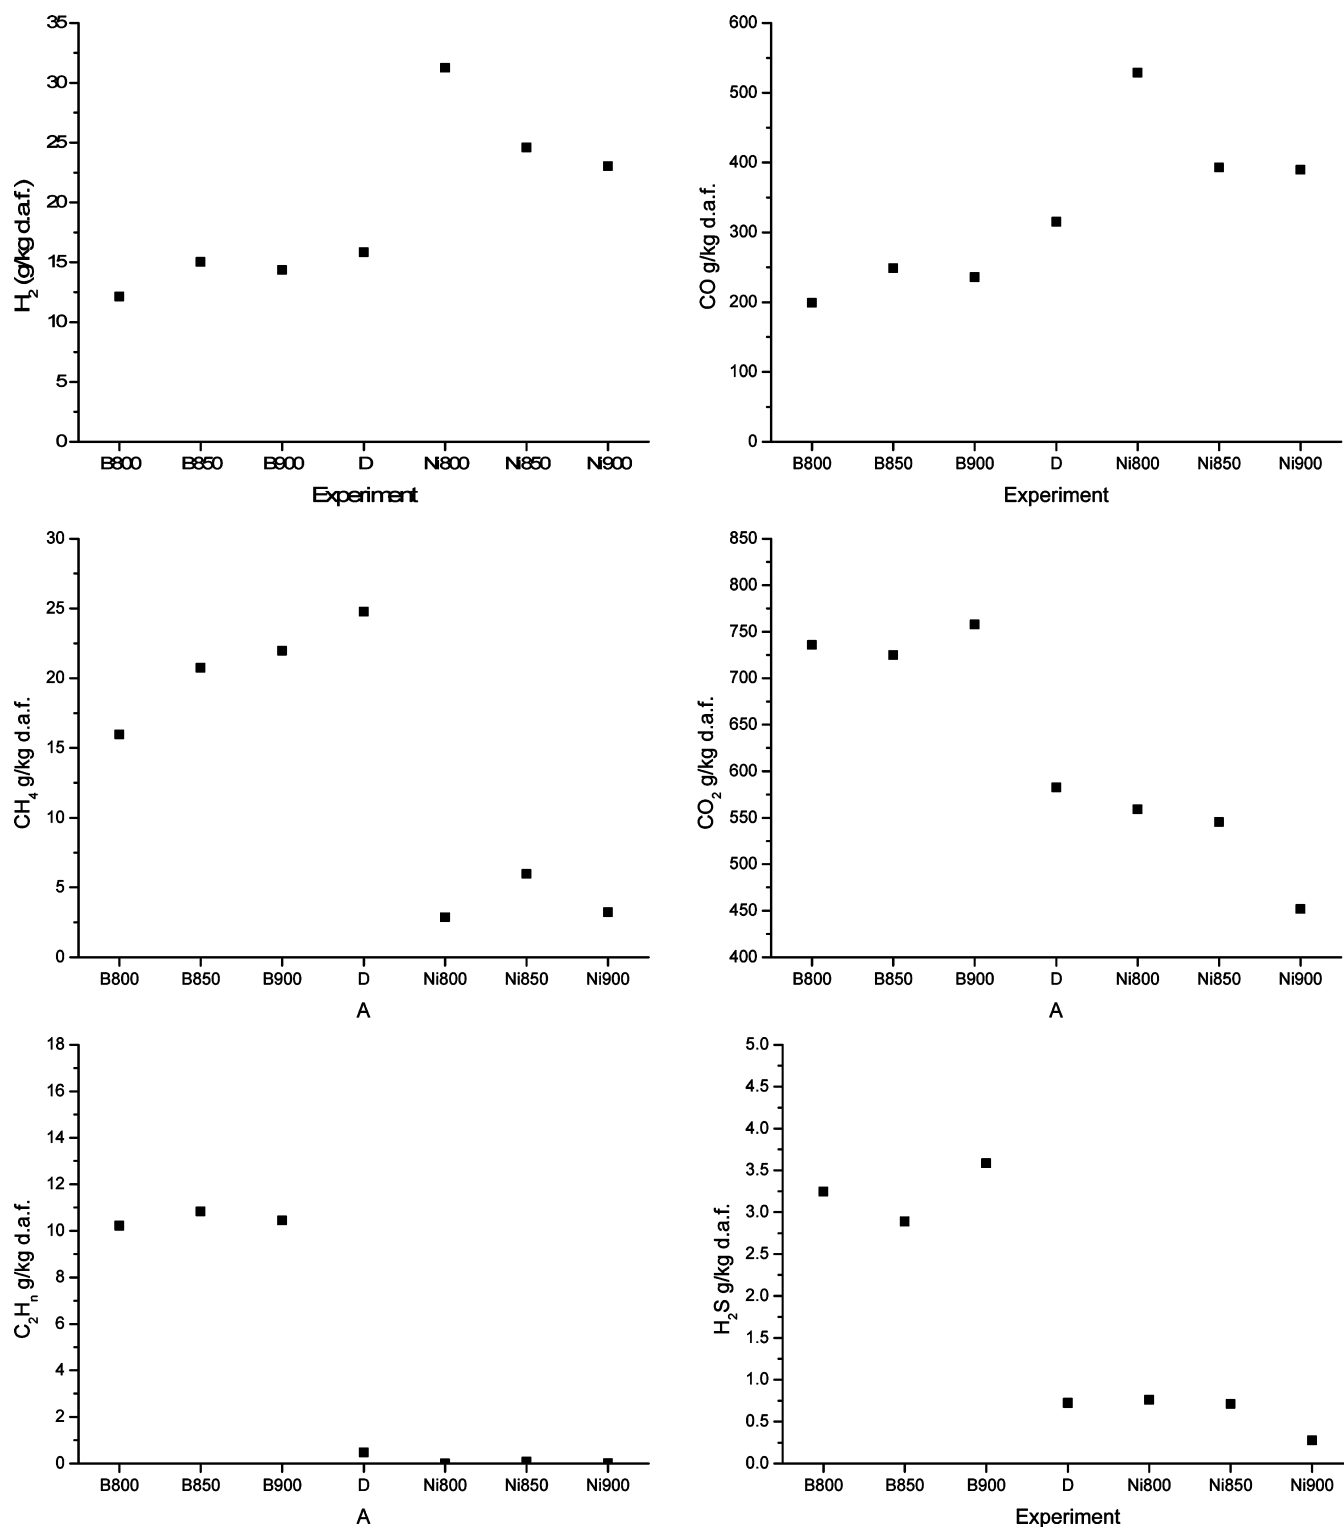 35
30
25
20
15
10
5
0
H2 (g/kg d.a.f.)
B800 B850 B900 D Ni800 Ni850 Ni900
Experiment
600
500
400
300
200
100
0
CO g/kg d.a.f.
B800 B850 B900 D Ni800 Ni850 Ni900
Experiment
30
25
20
15
10
5
0
CH4 g/kg d.a.f.
B800 B850 B900 D Ni800 Ni850 Ni900
A
850
800
750
700
650
600
550
500
450
400
CO2 g/kg d.a.f.
B800 B850 B900 D Ni800 Ni850 Ni900
A
18
16
14
12
10
8
6
4
2
0
C2Hn g/kg d.a.f.
B800 B850 B900 D Ni800 Ni850 Ni900
A
5.0
4.5
4.0
3.5
3.0
2.5
2.0
1.5
1.0
0.5
0.0
H2S g/kg d.a.f.
B800 B850 B900 D Ni800 Ni850 Ni900
Experiment